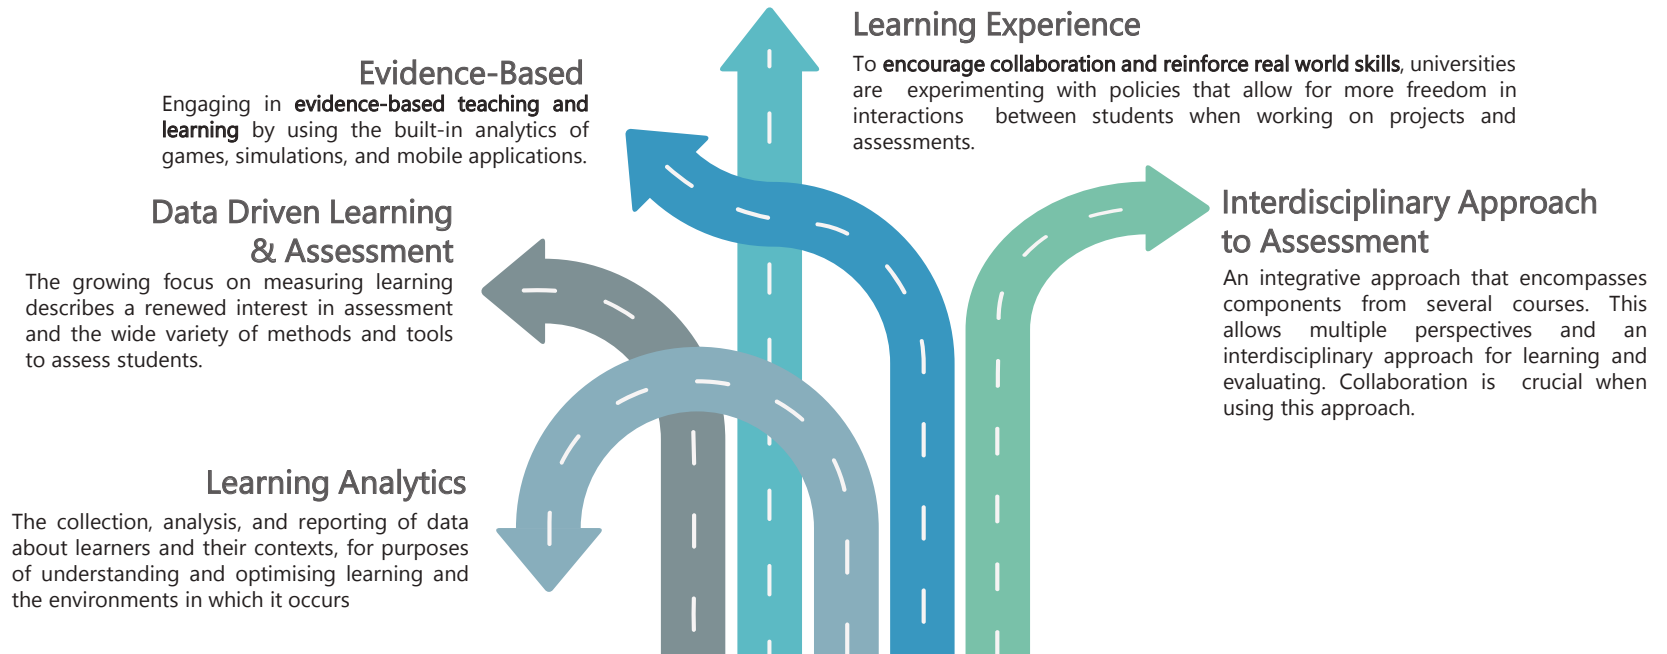 Learning Experience
To encourage collaboration and reinforce real world skills, universities
are experimenting with policies that allow for more freedom in
interactions between students when working on projects and
assessments.
Evidence-Based
Engaging in evidence-based teaching and
learning by using the built-in analytics of
games, simulations, and mobile applications.
Data Driven Learning
& Assessment
The growing focus on measuring learning
describes a renewed interest in assessment
and the wide variety of methods and tools
to assess students.
Interdisciplinary Approach
to Assessment
An integrative approach that encompasses
components from several courses. This
allows multiple perspectives and an
interdisciplinary approach for learning and
evaluating. Collaboration is crucial when
using this approach.
Learning Analytics
The collection, analysis, and reporting of data
about learners and their contexts, for purposes
of understanding and optimising learning and
the environments in which it occurs